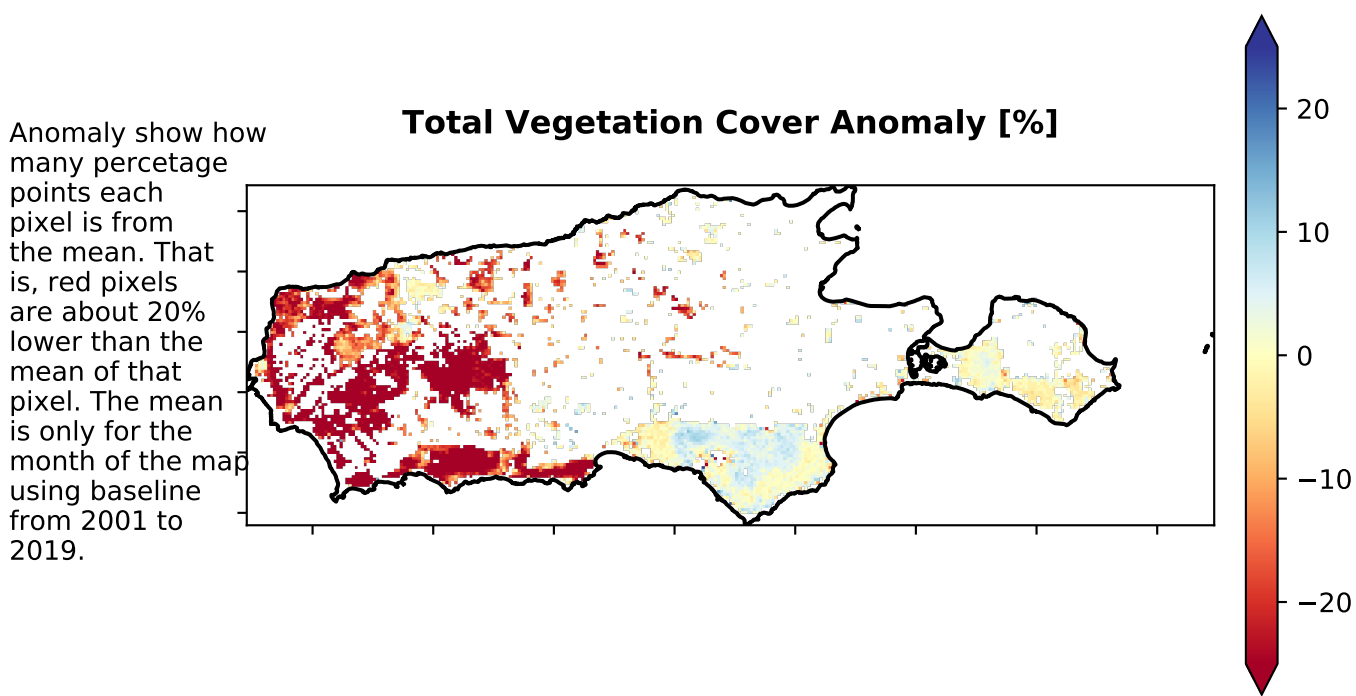 Total Vegetation Cover Anomaly [%]
Anomaly show how
many percetage
points each
pixel is from
the mean. That
is, red pixels
are about 20%
lower than the
mean of that
pixel. The mean
is only for the
month of the map
using baseline
from 2001 to
2019.
20
10
0
−10
−20